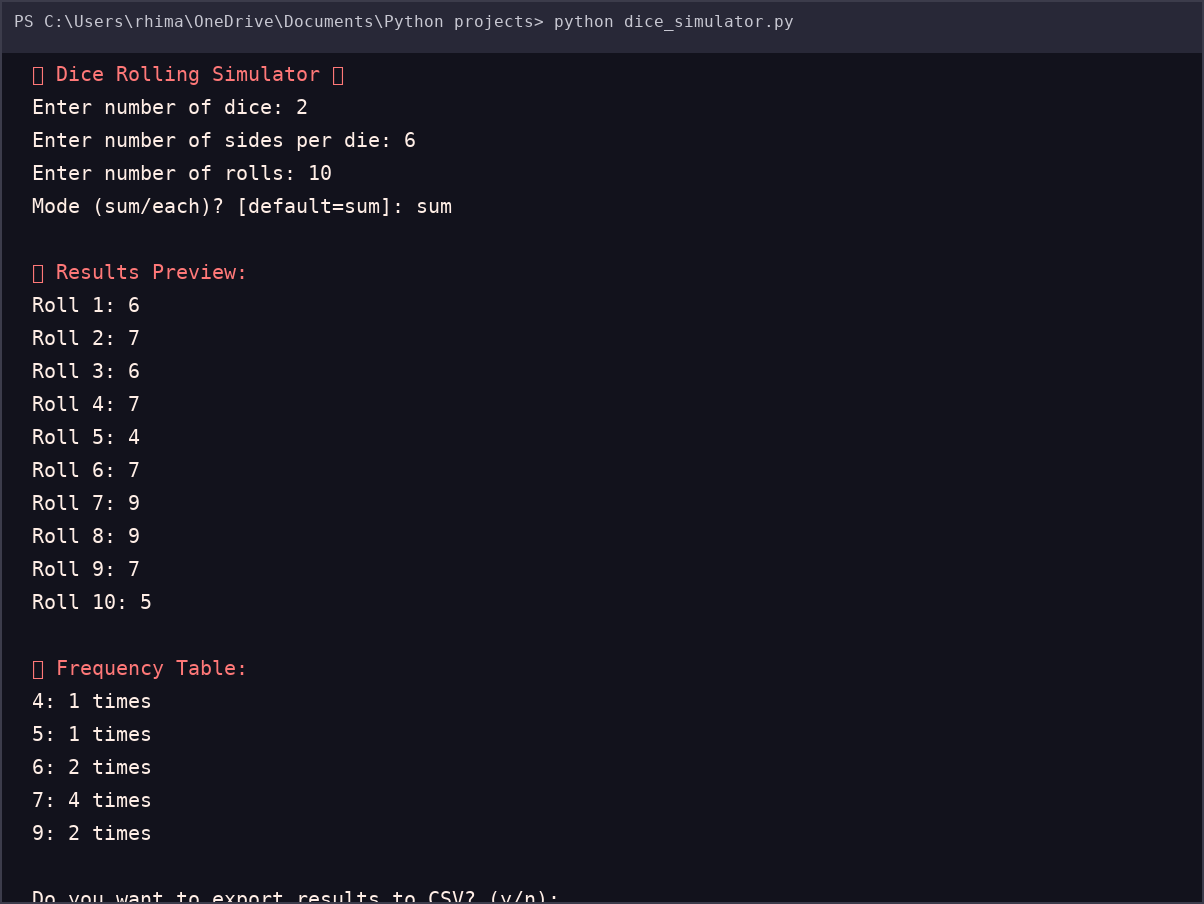 PS C:\Users\rhima\OneDrive\Documents\Python projects> python dice_simulator.py
Dice Rolling Simulator
Enter number of dice: 2
Enter number of sides per die: 6
Enter number of rolls: 10
Mode (sum/each)? [default=sum]: sum
Results Preview:
Roll 1: 6
Roll 2: 7
Roll 3: 6
Roll 4: 7
Roll 5: 4
Roll 6: 7
Roll 7: 9
Roll 8: 9
Roll 9: 7
Roll 10: 5
Frequency Table:
4: 1 times
5: 1 times
6: 2 times
7: 4 times
9: 2 times
Do you want to export results to CSV? (y/n):